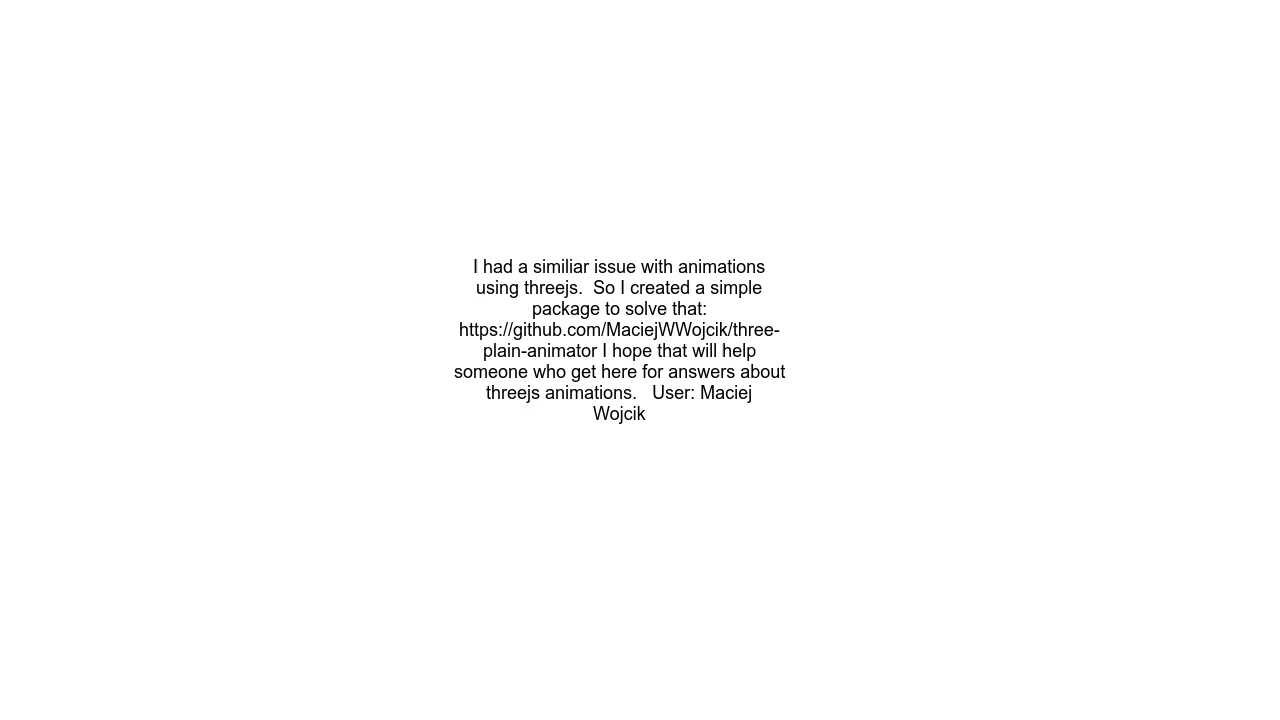 I had a similiar issue with animations
using threejs.  So I created a simple
package to solve that:
https://github.com/MaciejWWojcik/three-
plain-animator I hope that will help
someone who get here for answers about
threejs animations.   User: Maciej
Wojcik